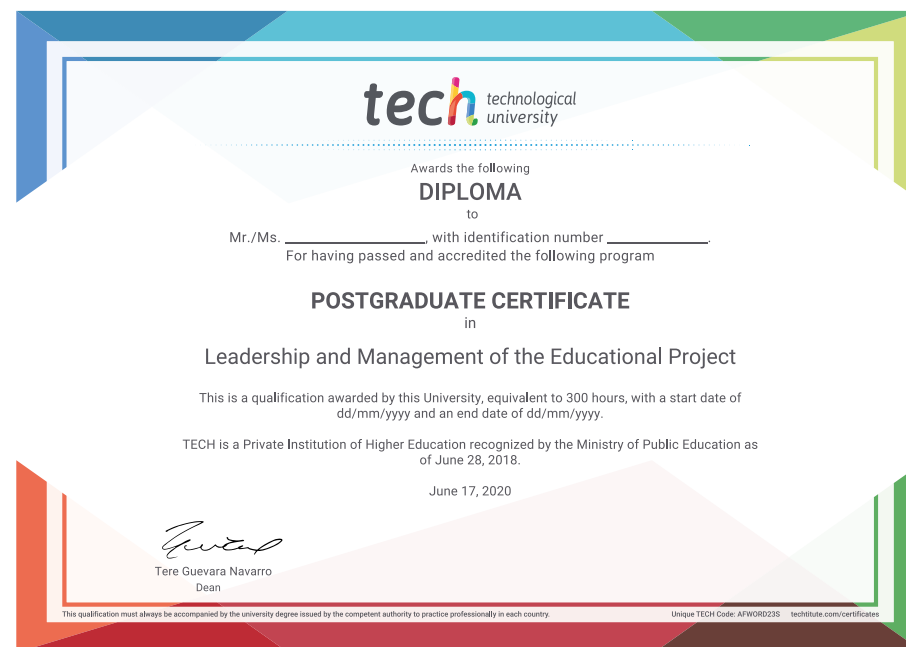 tech technological
university
Awards the following
DIPLOMA
to
Mr./Ms. ____________________, with identification number ______________.
For having passed and accredited the following program
POSTGRADUATE CERTIFICATE
in
Leadership and Management of the Educational Project
This is a qualification awarded by this University, equivalent to 300 hours, with a start date of
dd/mm/yyyy and an end date of dd/mm/yyyy.
TECH is a Private Institution of Higher Education recognized by the Ministry of Public Education as
of June 28, 2018.
June 17, 2020
Tere Guevara Navarro
Dean
This qualification must always be accompanied by the university degree issued by the competent authority to practice professionally in each country.
Unique TECH Code: AFWORD23S techtitute.com/certificates